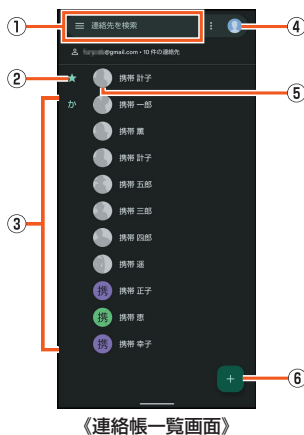 ①
連絡先を検索
④
@gmail.com・10 件の連絡先
②
★ 携帯 計子
⑤
か 携帯 一郎
携帯 薫
携帯 計子
携帯 五郎
③
携帯 三郎
携帯 四郎
携帯 遥
携 携帯 正子
携 携帯 恵
携 携帯 幸子
+
⑥
《連絡帳一覧画面》